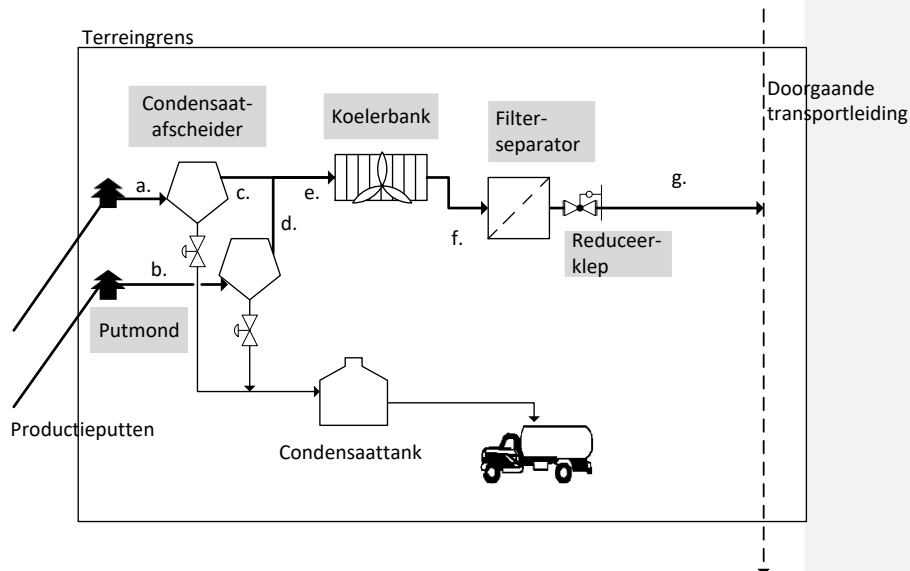 Terreingrens
Condensaat-
afscheider
Koelerbank
Filter-
separator
Doorgaande
transportleiding
a.
c.
e.
g.
d.
f.
b.
Reduceer-
klep
Putmond
Productieputten
Condensaattank